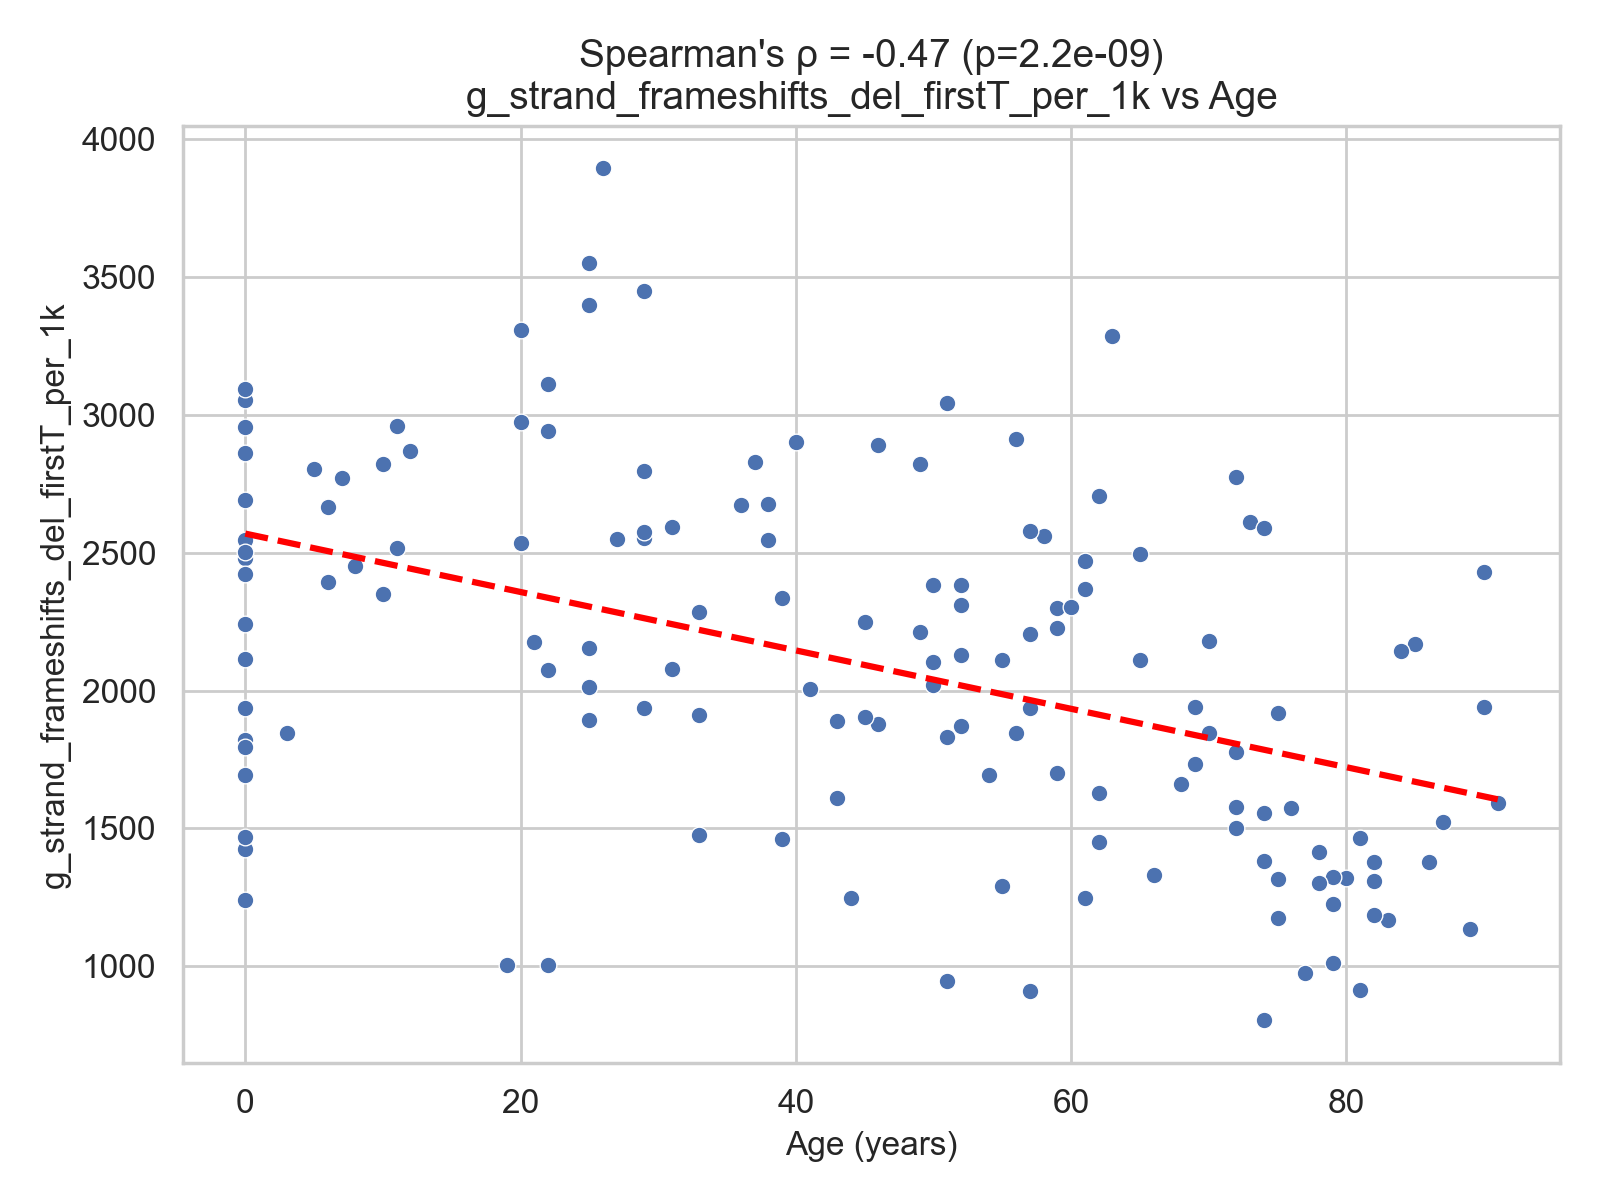 Spearman's ρ = -0.47 (p=2.2e-09)
g_strand_frameshifts_del_firstT_per_1k vs Age
g_strand_frameshifts_del_firstT_per_1k
4000
3500
3000
2500
2000
1500
1000
0 20 40 60 80
Age (years)